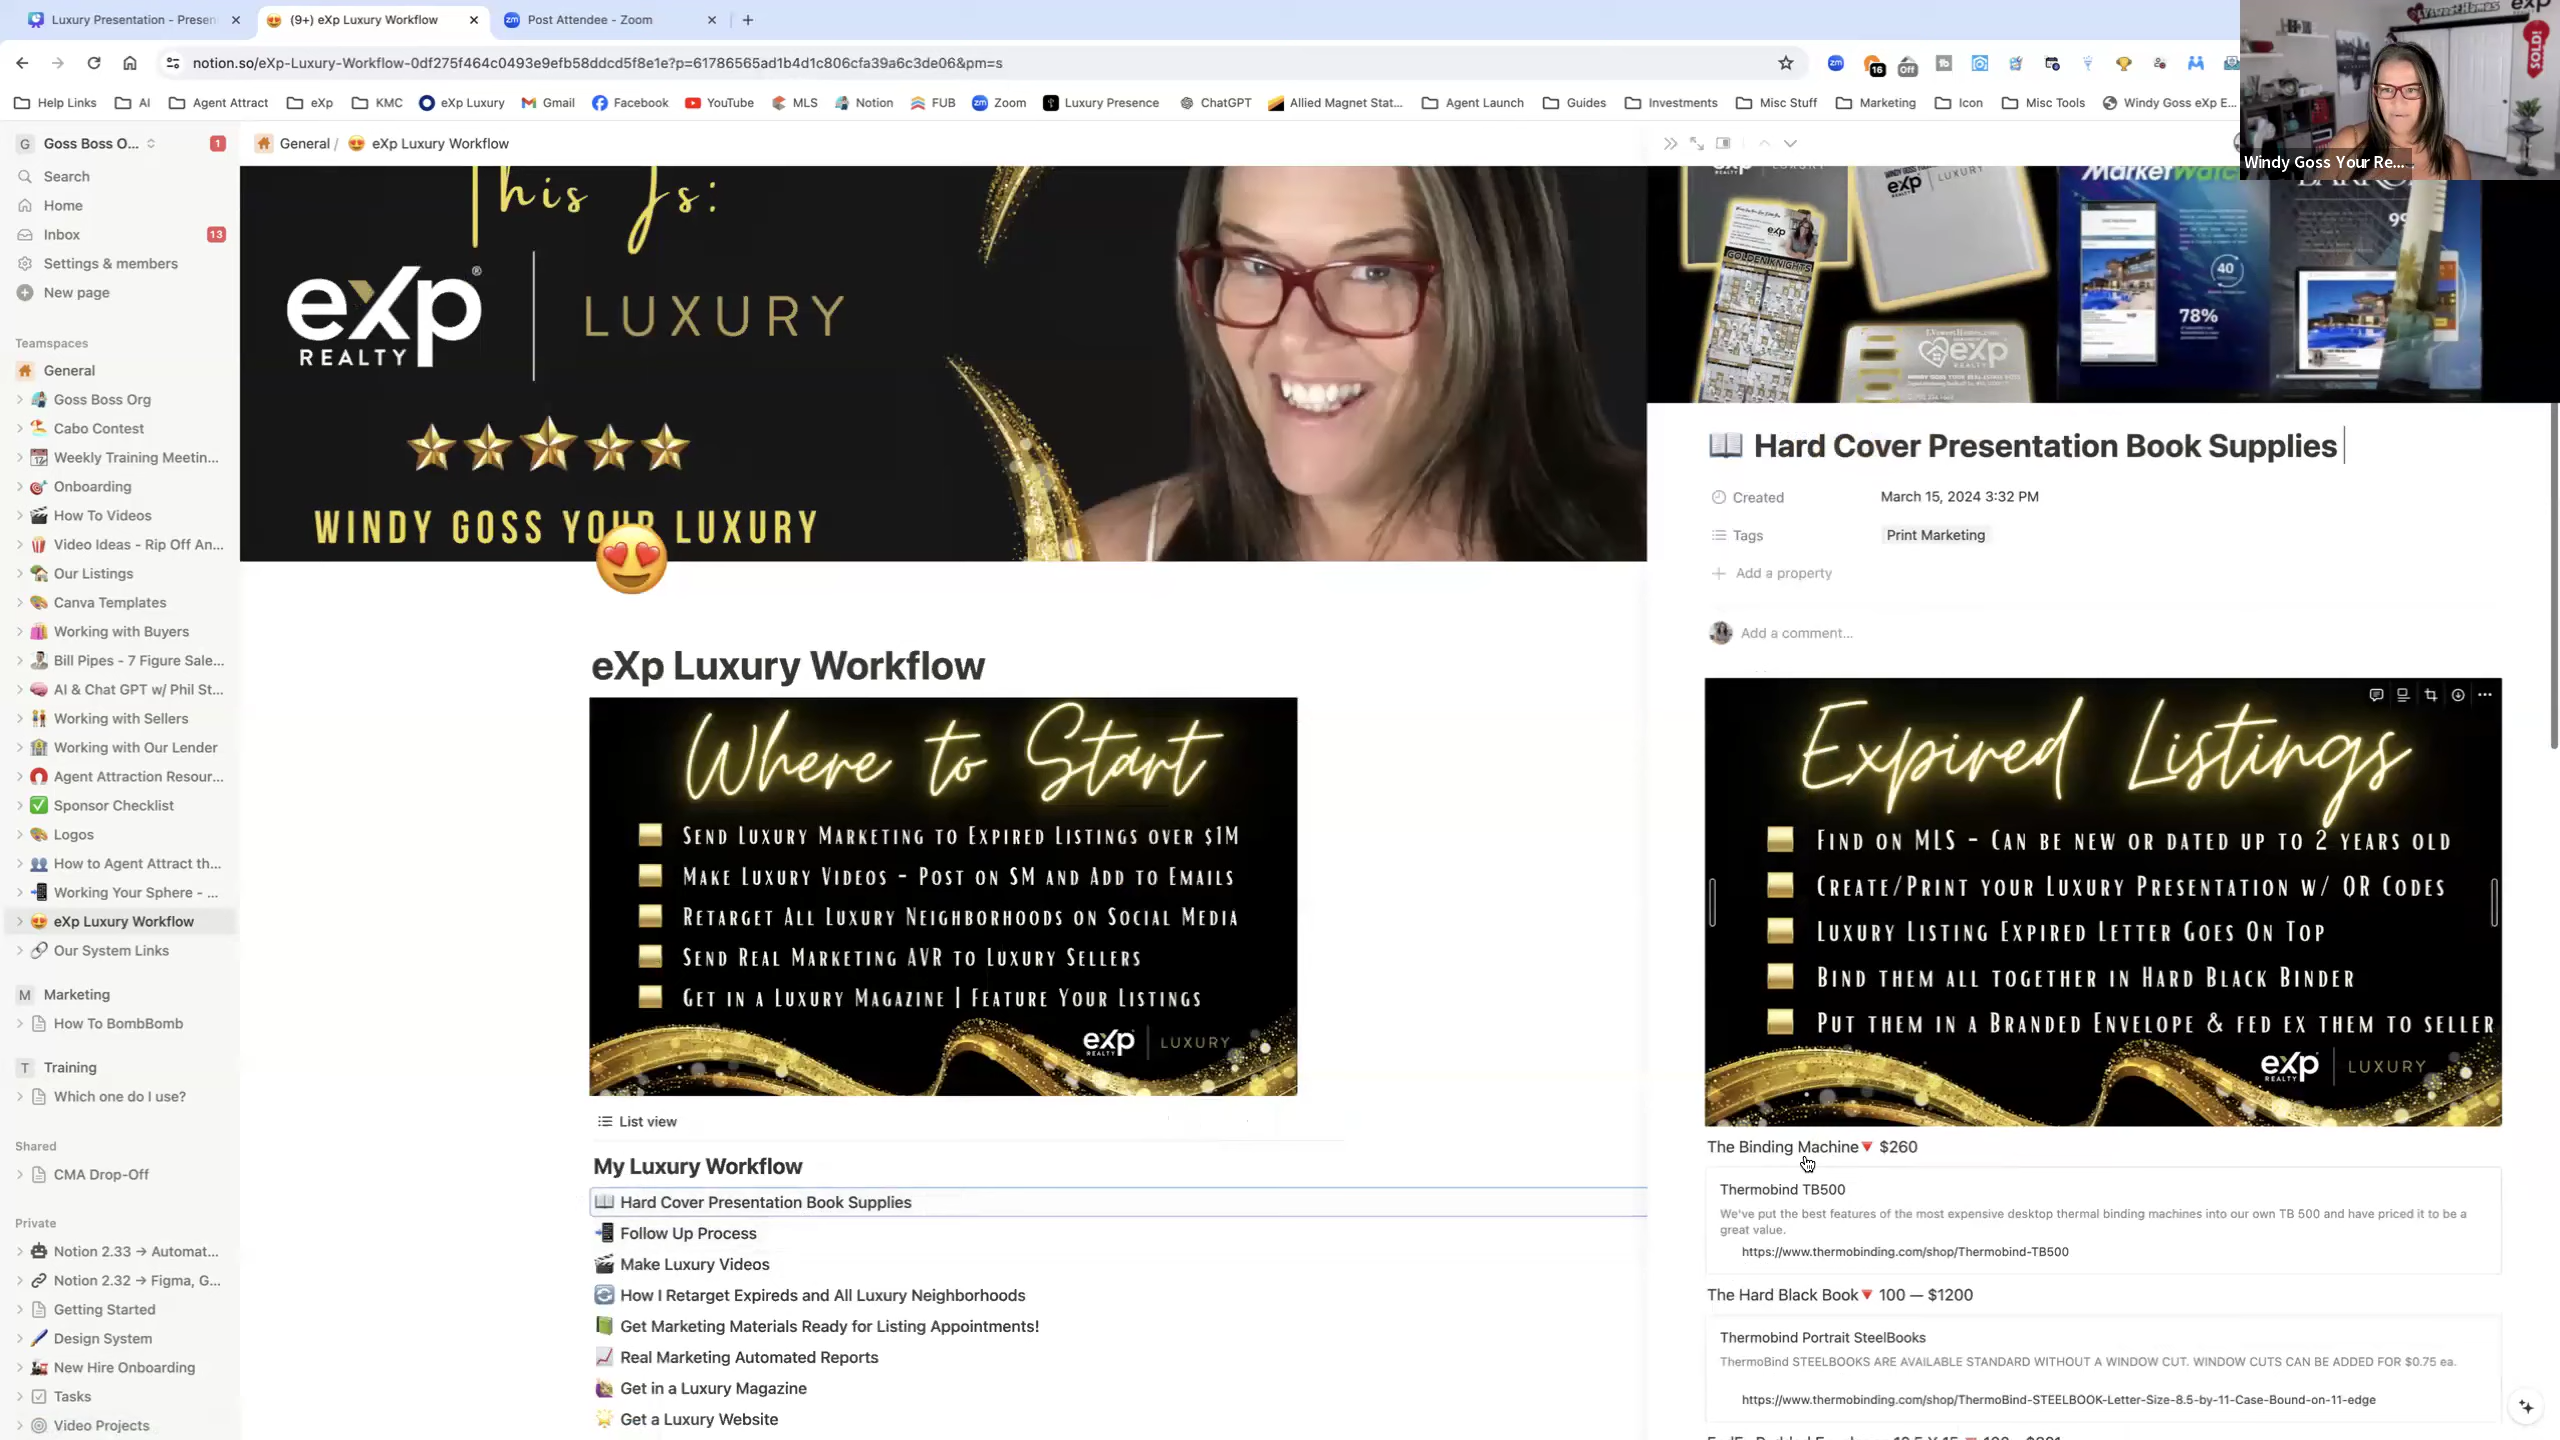 Luxury Presentation - Presen
(9+) eXp Luxury Workflow
Post Attendee - Zoom
notion.so/eXp-Luxury-Workflow-0df275f464c0493e9efb58ddcd5f8e1e?p=61786565ad1b4d1c806cfa39a6c3de06&pm=s
16
Off
Help Links
AI
Agent Attract
eXp
KMC
eXp Luxury
Gmail
Facebook
YouTube
MLS
Notion
FUB
Zoom
Luxury Presence
ChatGPT
Allied Magnet Stat...
Agent Launch
Guides
Investments
Misc Stuff
Marketing
Icon
Misc Tools
Windy Goss eXp E...
SOLD!
Windy Goss Your Re...
G Goss Boss O... 1
Search
Home
Inbox 13
Settings & members
New page
Teamspaces
General
Goss Boss Org
Cabo Contest
Weekly Training Meetin...
Onboarding
How To Videos
Video Ideas - Rip Off An...
Our Listings
Canva Templates
Working with Buyers
Bill Pipes - 7 Figure Sale...
AI & Chat GPT w/ Phil St...
Working with Sellers
Working with Our Lender
Agent Attraction Resour...
Sponsor Checklist
Logos
How to Agent Attract th...
Working Your Sphere - ...
eXp Luxury Workflow
Our System Links
M Marketing
How To BombBomb
T Training
Which one do I use?
Shared
CMA Drop-Off
Private
Notion 2.33 → Automat...
Notion 2.32 → Figma, G...
Getting Started
Design System
New Hire Onboarding
Tasks
Video Projects
General / eXp Luxury Workflow
This Is:
eXp
REALTY
LUXURY
WINDY GOSS YOUR LUXURY
eXp Luxury Workflow
Where to Start
Send Luxury Marketing to Expired Listings over $1M
Make Luxury Videos - Post on SM and Add to Emails
Retarget All Luxury Neighborhoods on Social Media
Send Real Marketing AVR to Luxury Sellers
Get in a Luxury Magazine | Feature Your Listings
eXp
REALTY
LUXURY
List view
My Luxury Workflow
Hard Cover Presentation Book Supplies
Follow Up Process
Make Luxury Videos
How I Retarget Expireds and All Luxury Neighborhoods
Get Marketing Materials Ready for Listing Appointments!
Real Marketing Automated Reports
Get in a Luxury Magazine
Get a Luxury Website
eXp LUXURY
MarketWatch
GOLDEN KNIGHTS
40
78%
eXp
Hard Cover Presentation Book Supplies
Created March 15, 2024 3:32 PM
Tags Print Marketing
Add a property
Add a comment...
Expired Listings
Find on MLS - Can be new or dated up to 2 years old
Create/Print your Luxury Presentation w/ QR Codes
Luxury Listing Expired Letter Goes On Top
Bind them all together in Hard Black Binder
Put them in a Branded Envelope & Fed Ex them to seller
eXp
REALTY
LUXURY
The Binding Machine🔻 $260
Thermobind TB500
We've put the best features of the most expensive desktop thermal binding machines into our own TB 500 and have priced it to be a
great value.
https://www.thermobinding.com/shop/Thermobind-TB500
The Hard Black Book🔻 100 — $1200
Thermobind Portrait SteelBooks
ThermoBind STEELBOOKS ARE AVAILABLE STANDARD WITHOUT A WINDOW CUT. WINDOW CUTS CAN BE ADDED FOR $0.75 ea.
https://www.thermobinding.com/shop/ThermoBind-STEELBOOK-Letter-Size-8.5-by-11-Case-Bound-on-11-edge